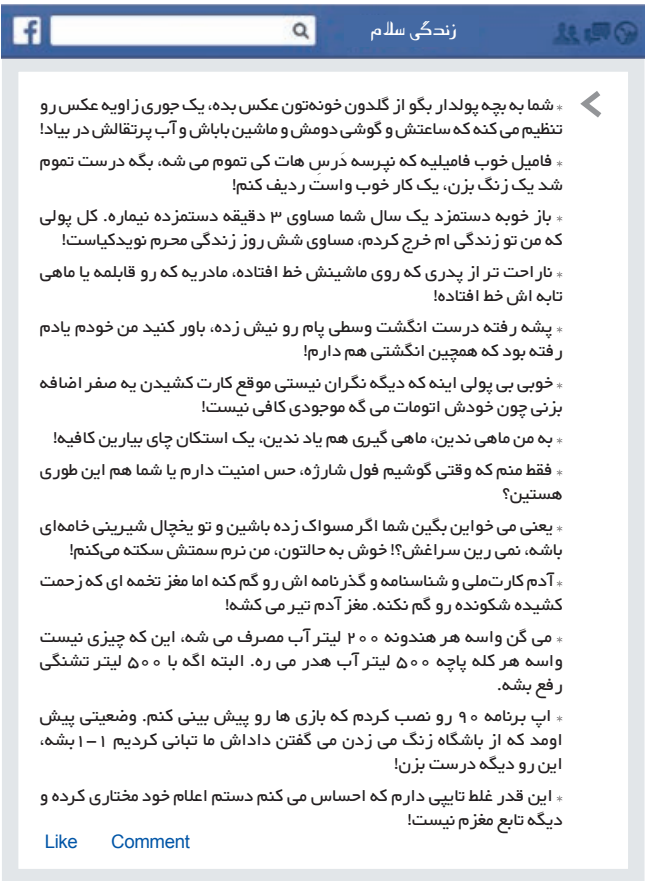 f
زندگی سلام
* شما به بچه پولدار بگو از گلدون خونه‌تون عکس بده، یک جوری زاویه عکس رو
تنظیم می کنه که ساعتش و گوشی دومش و ماشین باباش و آب پرتقالش در بیاد!
* فامیل خوب فامیلیه که نپرسه دَرسِ هات کی تموم می شه، بگه درست تموم
شد یک زنگ بزن، یک کار خوب واست ردیف کنم!
* باز خوبه دستمزد یک سال شما مساوی ۳ دقیقه دستمزده نیماره. کل پولی
که من تو زندگی ام خرج کردم، مساوی شش روز زندگی محرم نویدکیاست!
* ناراحت تر از پدری که روی ماشینش خط افتاده، مادریه که رو قابلمه یا ماهی
تابه اش خط افتاده!
* پشه رفته درست انگشت وسطی پام رو نیش زده، باور کنید من خودم یادم
رفته بود که همچین انگشتی هم دارم!
* خوبی بی پولی اینه که دیگه نگران نیستی موقع کارت کشیدن یه صفر اضافه
بزنی چون خودش اتومات می گه موجودی کافی نیست!
* به من ماهی ندین، ماهی گیری هم یاد ندین، یک استکان چای بیارین کافیه!
* فقط منم که وقتی گوشیم فول شارژه، حس امنیت دارم یا شما هم این طوری
هستین؟
* یعنی می خواین بگین شما اگر مسواک زده باشین و تو یخچال شیرینی خامه‌ای
باشه، نمی رین سراغش؟! خوش به حالتون، من نرم سمتش سکته می‌کنم!
* آدم کارت‌ملی و شناسنامه و گذرنامه اش رو گم کنه اما مغز تخمه ای که زحمت
کشیده شکونده رو گم نکنه. مغز آدم تیر می کشه!
* می گن واسه هر هندونه ۲۰۰ لیتر آب مصرف می شه، این که چیزی نیست
واسه هر کله پاچه ۵۰۰ لیتر آب هدر می ره. البته اگه با ۵۰۰ لیتر تشنگی
رفع بشه.
* اپ برنامه ۹۰ رو نصب کردم که بازی ها رو پیش بینی کنم. وضعیتی پیش
اومد که از باشگاه زنگ می زدن می گفتن داداش ما تبانی کردیم ۱-۱ بشه،
این رو دیگه درست بزن!
* این قدر غلط تایپی دارم که احساس می کنم دستم اعلام خود مختاری کرده و
دیگه تابع مغزم نیست!
Like Comment